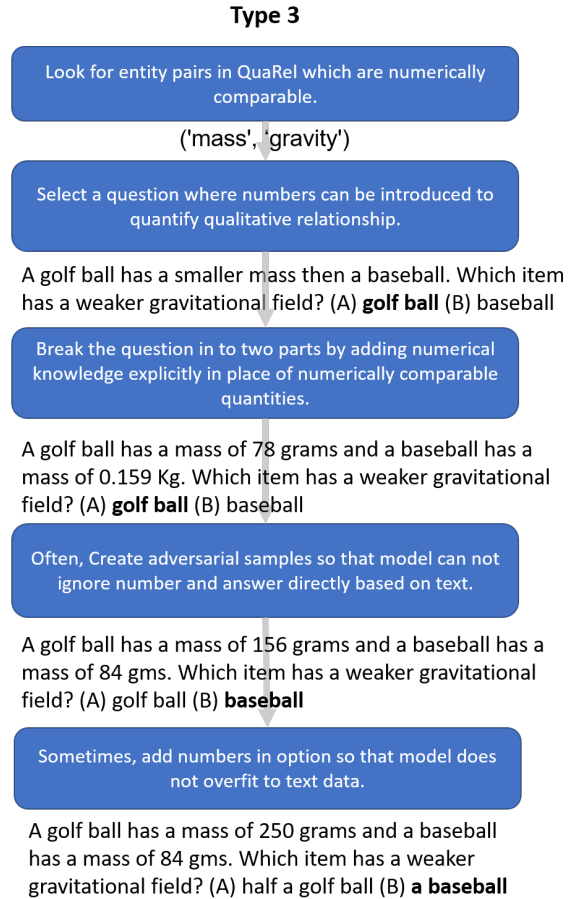 Type 3
Look for entity pairs in QuaRel which are numerically
comparable.
('mass', 'gravity')
Select a question where numbers can be introduced to
quantify qualitative relationship.
A golf ball has a smaller mass then a baseball. Which item
has a weaker gravitational field? (A) golf ball (B) baseball
Break the question in to two parts by adding numerical
knowledge explicitly in place of numerically comparable
quantities.
A golf ball has a mass of 78 grams and a baseball has a
mass of 0.159 Kg. Which item has a weaker gravitational
field? (A) golf ball (B) baseball
Often, Create adversarial samples so that model can not
ignore number and answer directly based on text.
A golf ball has a mass of 156 grams and a baseball has a
mass of 84 gms. Which item has a weaker gravitational
field? (A) golf ball (B) baseball
Sometimes, add numbers in option so that model does
not overfit to text data.
A golf ball has a mass of 250 grams and a baseball
has a mass of 84 gms. Which item has a weaker
gravitational field? (A) half a golf ball (B) a baseball